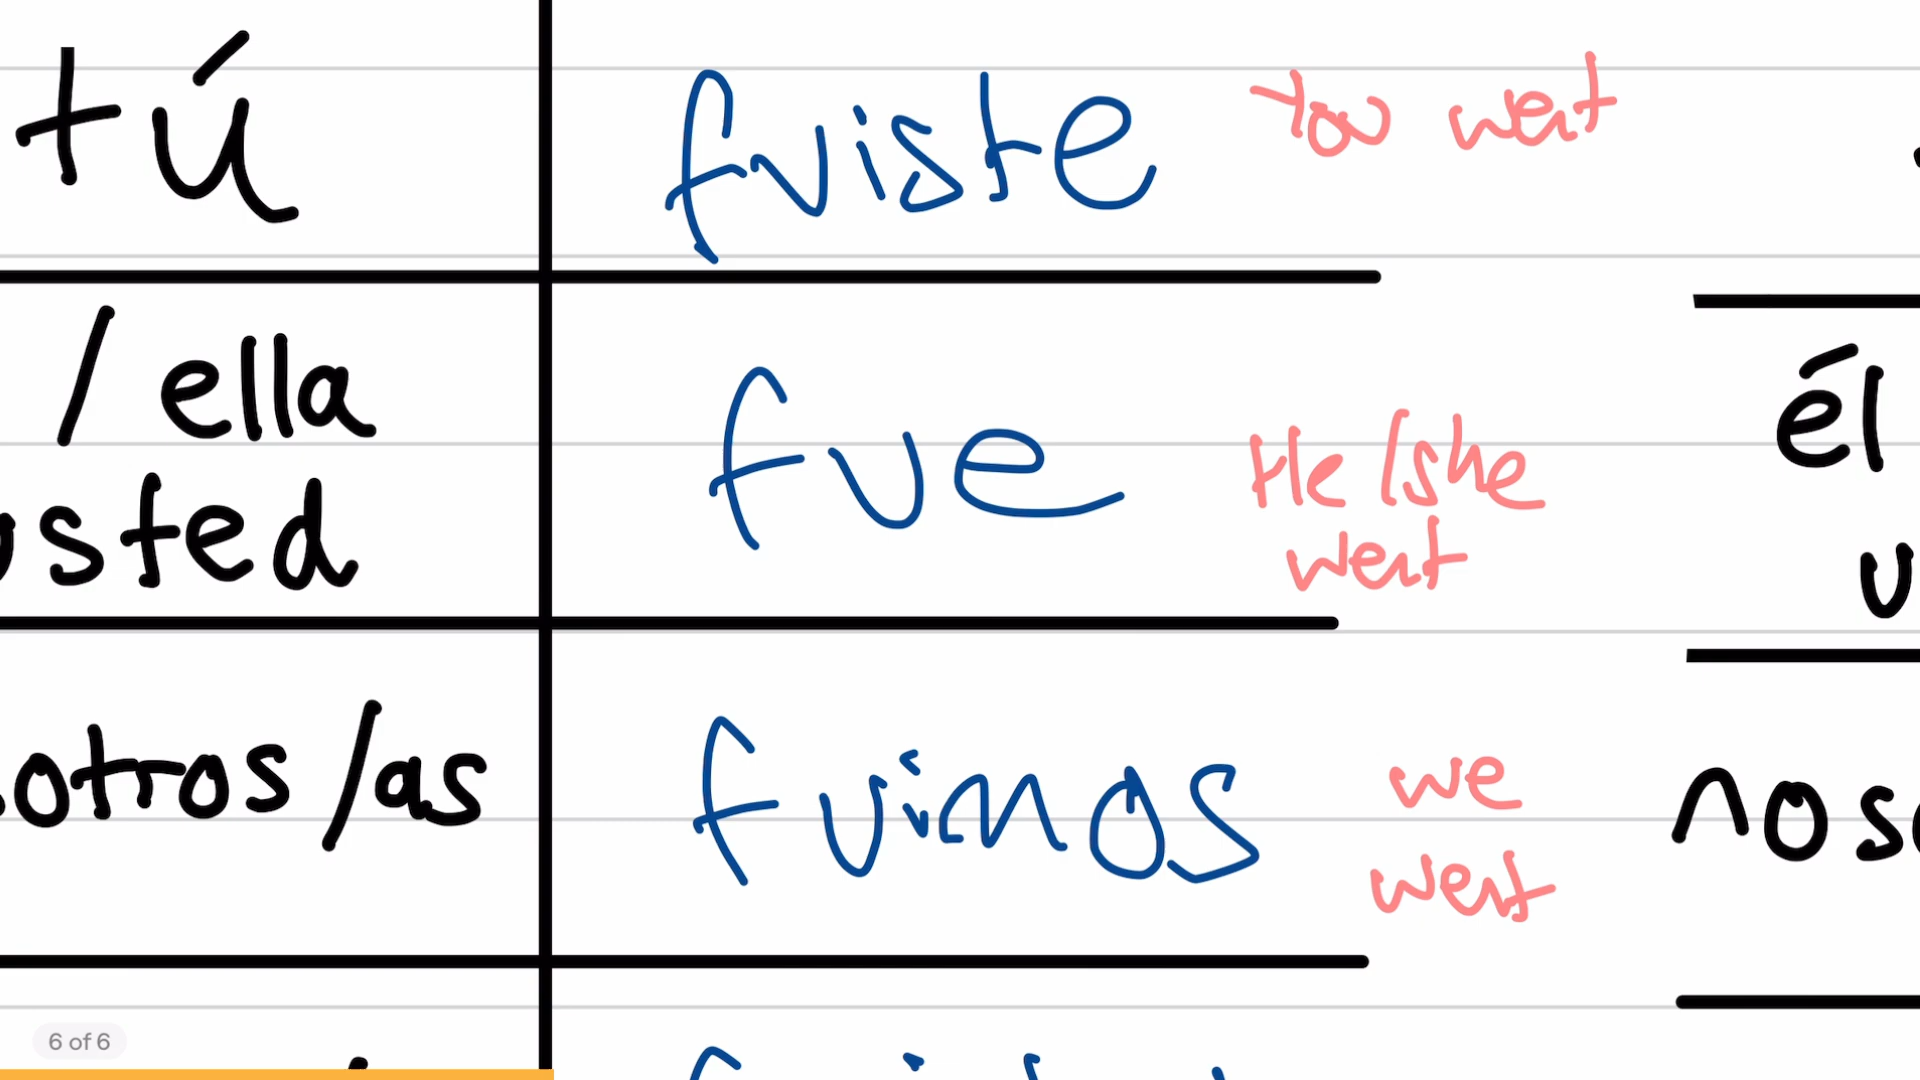 tú fuiste You went
/ ella fue He/she went él
usted u
otros/as fuimos we went nos
6 of 6